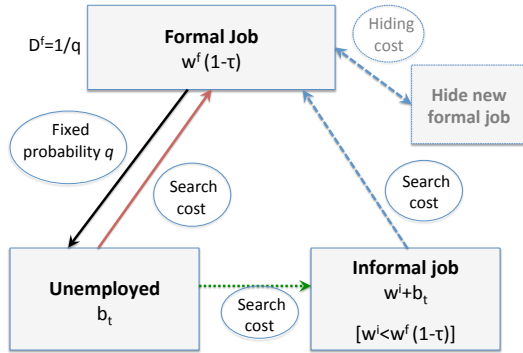 Formal Job
w^f (1-τ)
D^f=1/q
Hiding
cost
Hide new
formal job
Fixed
probability q
Search
cost
Search
cost
Unemployed
b_t
Search
cost
Informal job
w^i+b_t
[w^i<w^f (1-τ)]